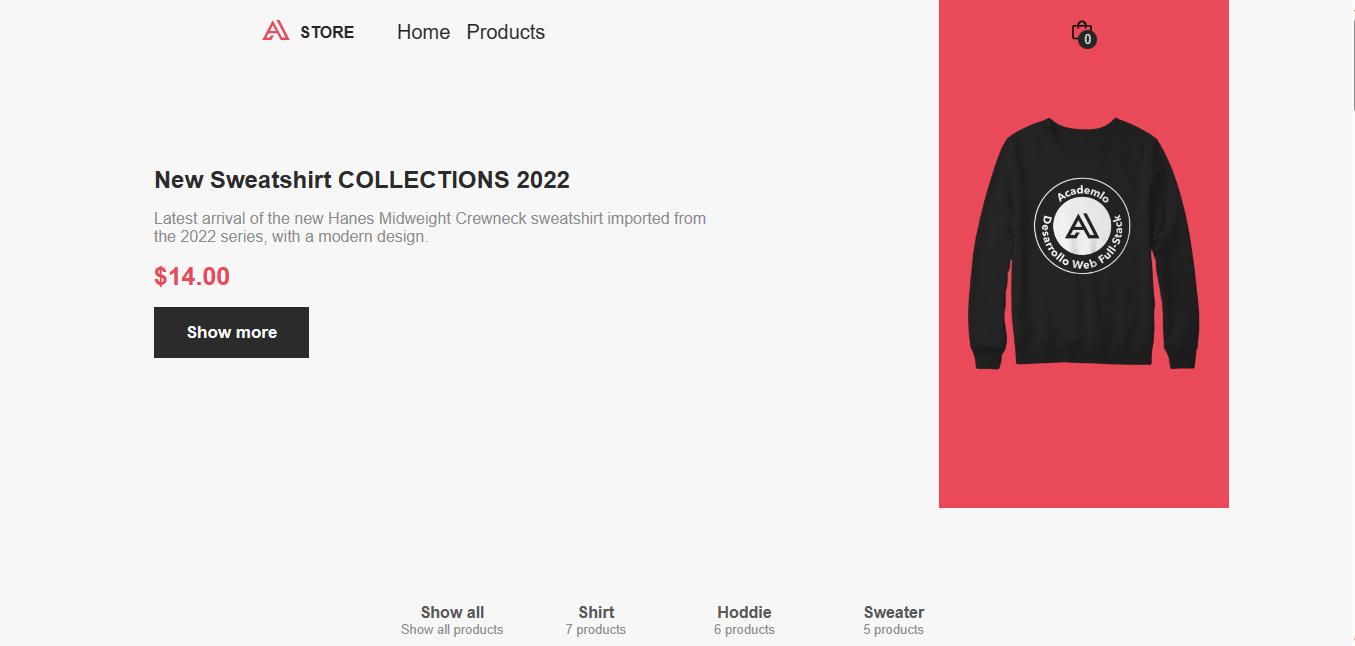 STORE
Home
Products
0
New Sweatshirt COLLECTIONS 2022
Latest arrival of the new Hanes Midweight Crewneck sweatshirt imported from
the 2022 series, with a modern design.
$14.00
Show more
Academlo
Desarrollo Web Full-Stack
Show all
Show all products
Shirt
7 products
Hoddie
6 products
Sweater
5 products